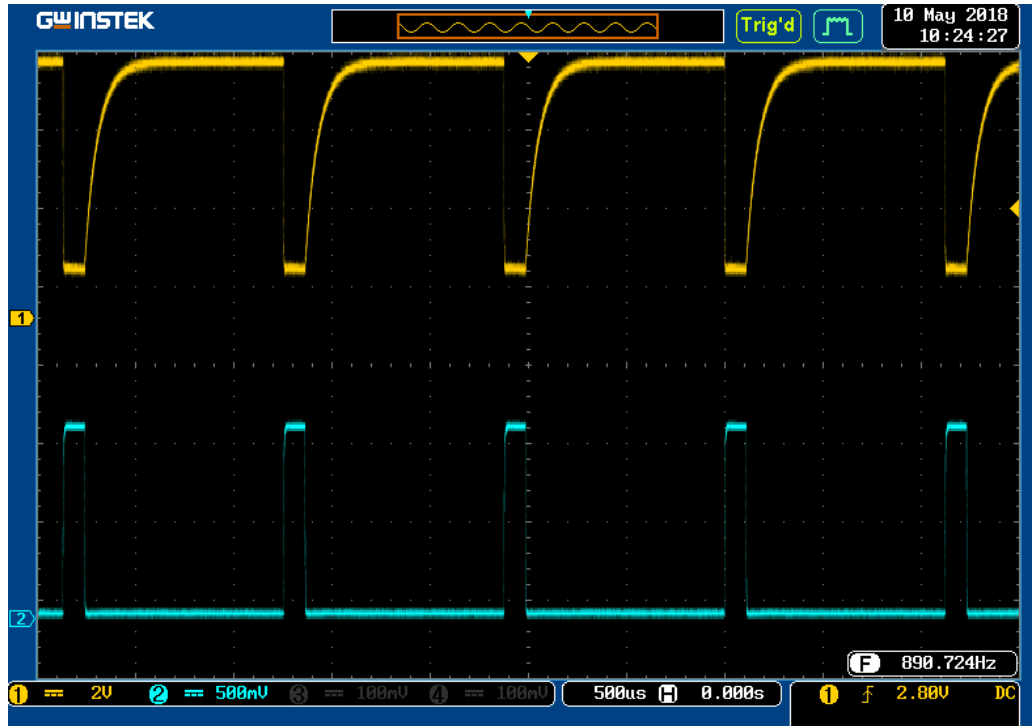 GWINSTEK
Trig'd
10 May 2018
10:24:27
1
2
F 890.724Hz
1 2V 2 500mV 3 100mV 4 100mV 500us H 0.000s 1 2.80V DC